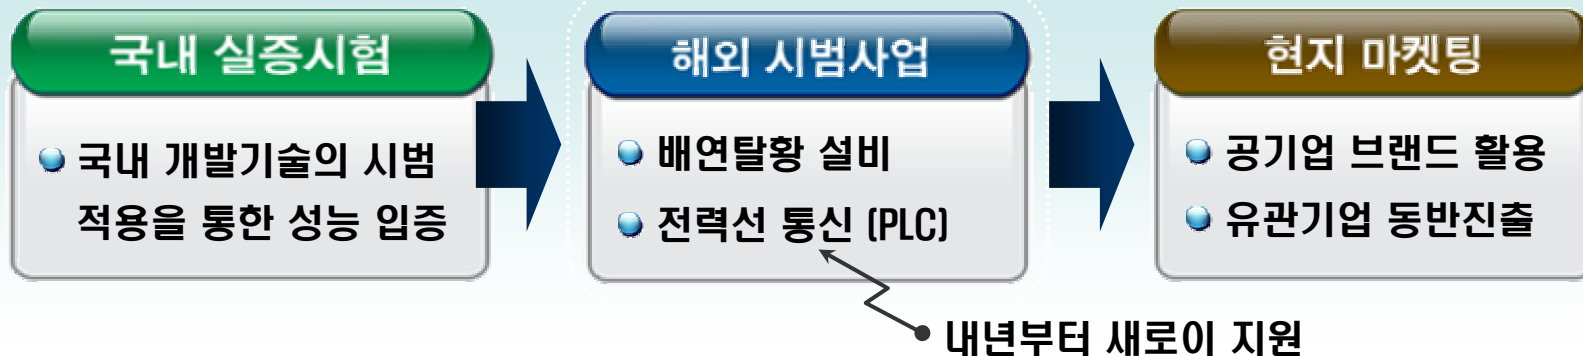 국내 실증시험
국내 개발기술의 시범
적용을 통한 성능 입증
해외 시범사업
배연탈황 설비
전력선 통신 (PLC)
현지 마켓팅
공기업 브랜드 활용
유관기업 동반진출
내년부터 새로이 지원